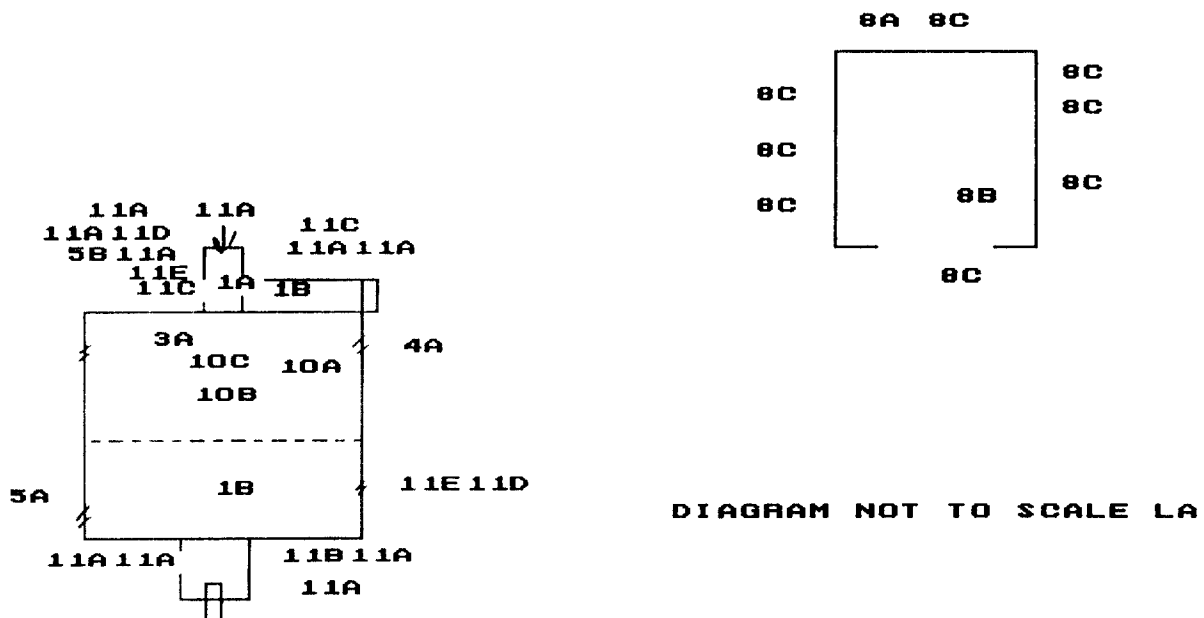 8A 8C
8C
8C
8C
8C
8C
8B
8C
8C
8C
11A 11A
11A 11D
11C
5B 11A
11A 11A
11E
11C
1A
1B
3A
4A
10C
10A
10B
1B
5A
11E 11D
DIAGRAM NOT TO SCALE LA
11A 11A
11B 11A
11A